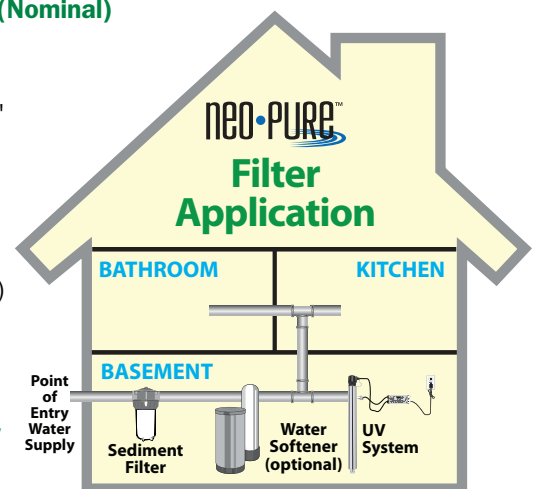 (Nominal)
"
neo•PURE™
Filter
Application
BATHROOM
KITCHEN
)
BASEMENT
Point
of
Entry
Water
Supply
Sediment
Filter
Water
Softener
(optional)
UV
System